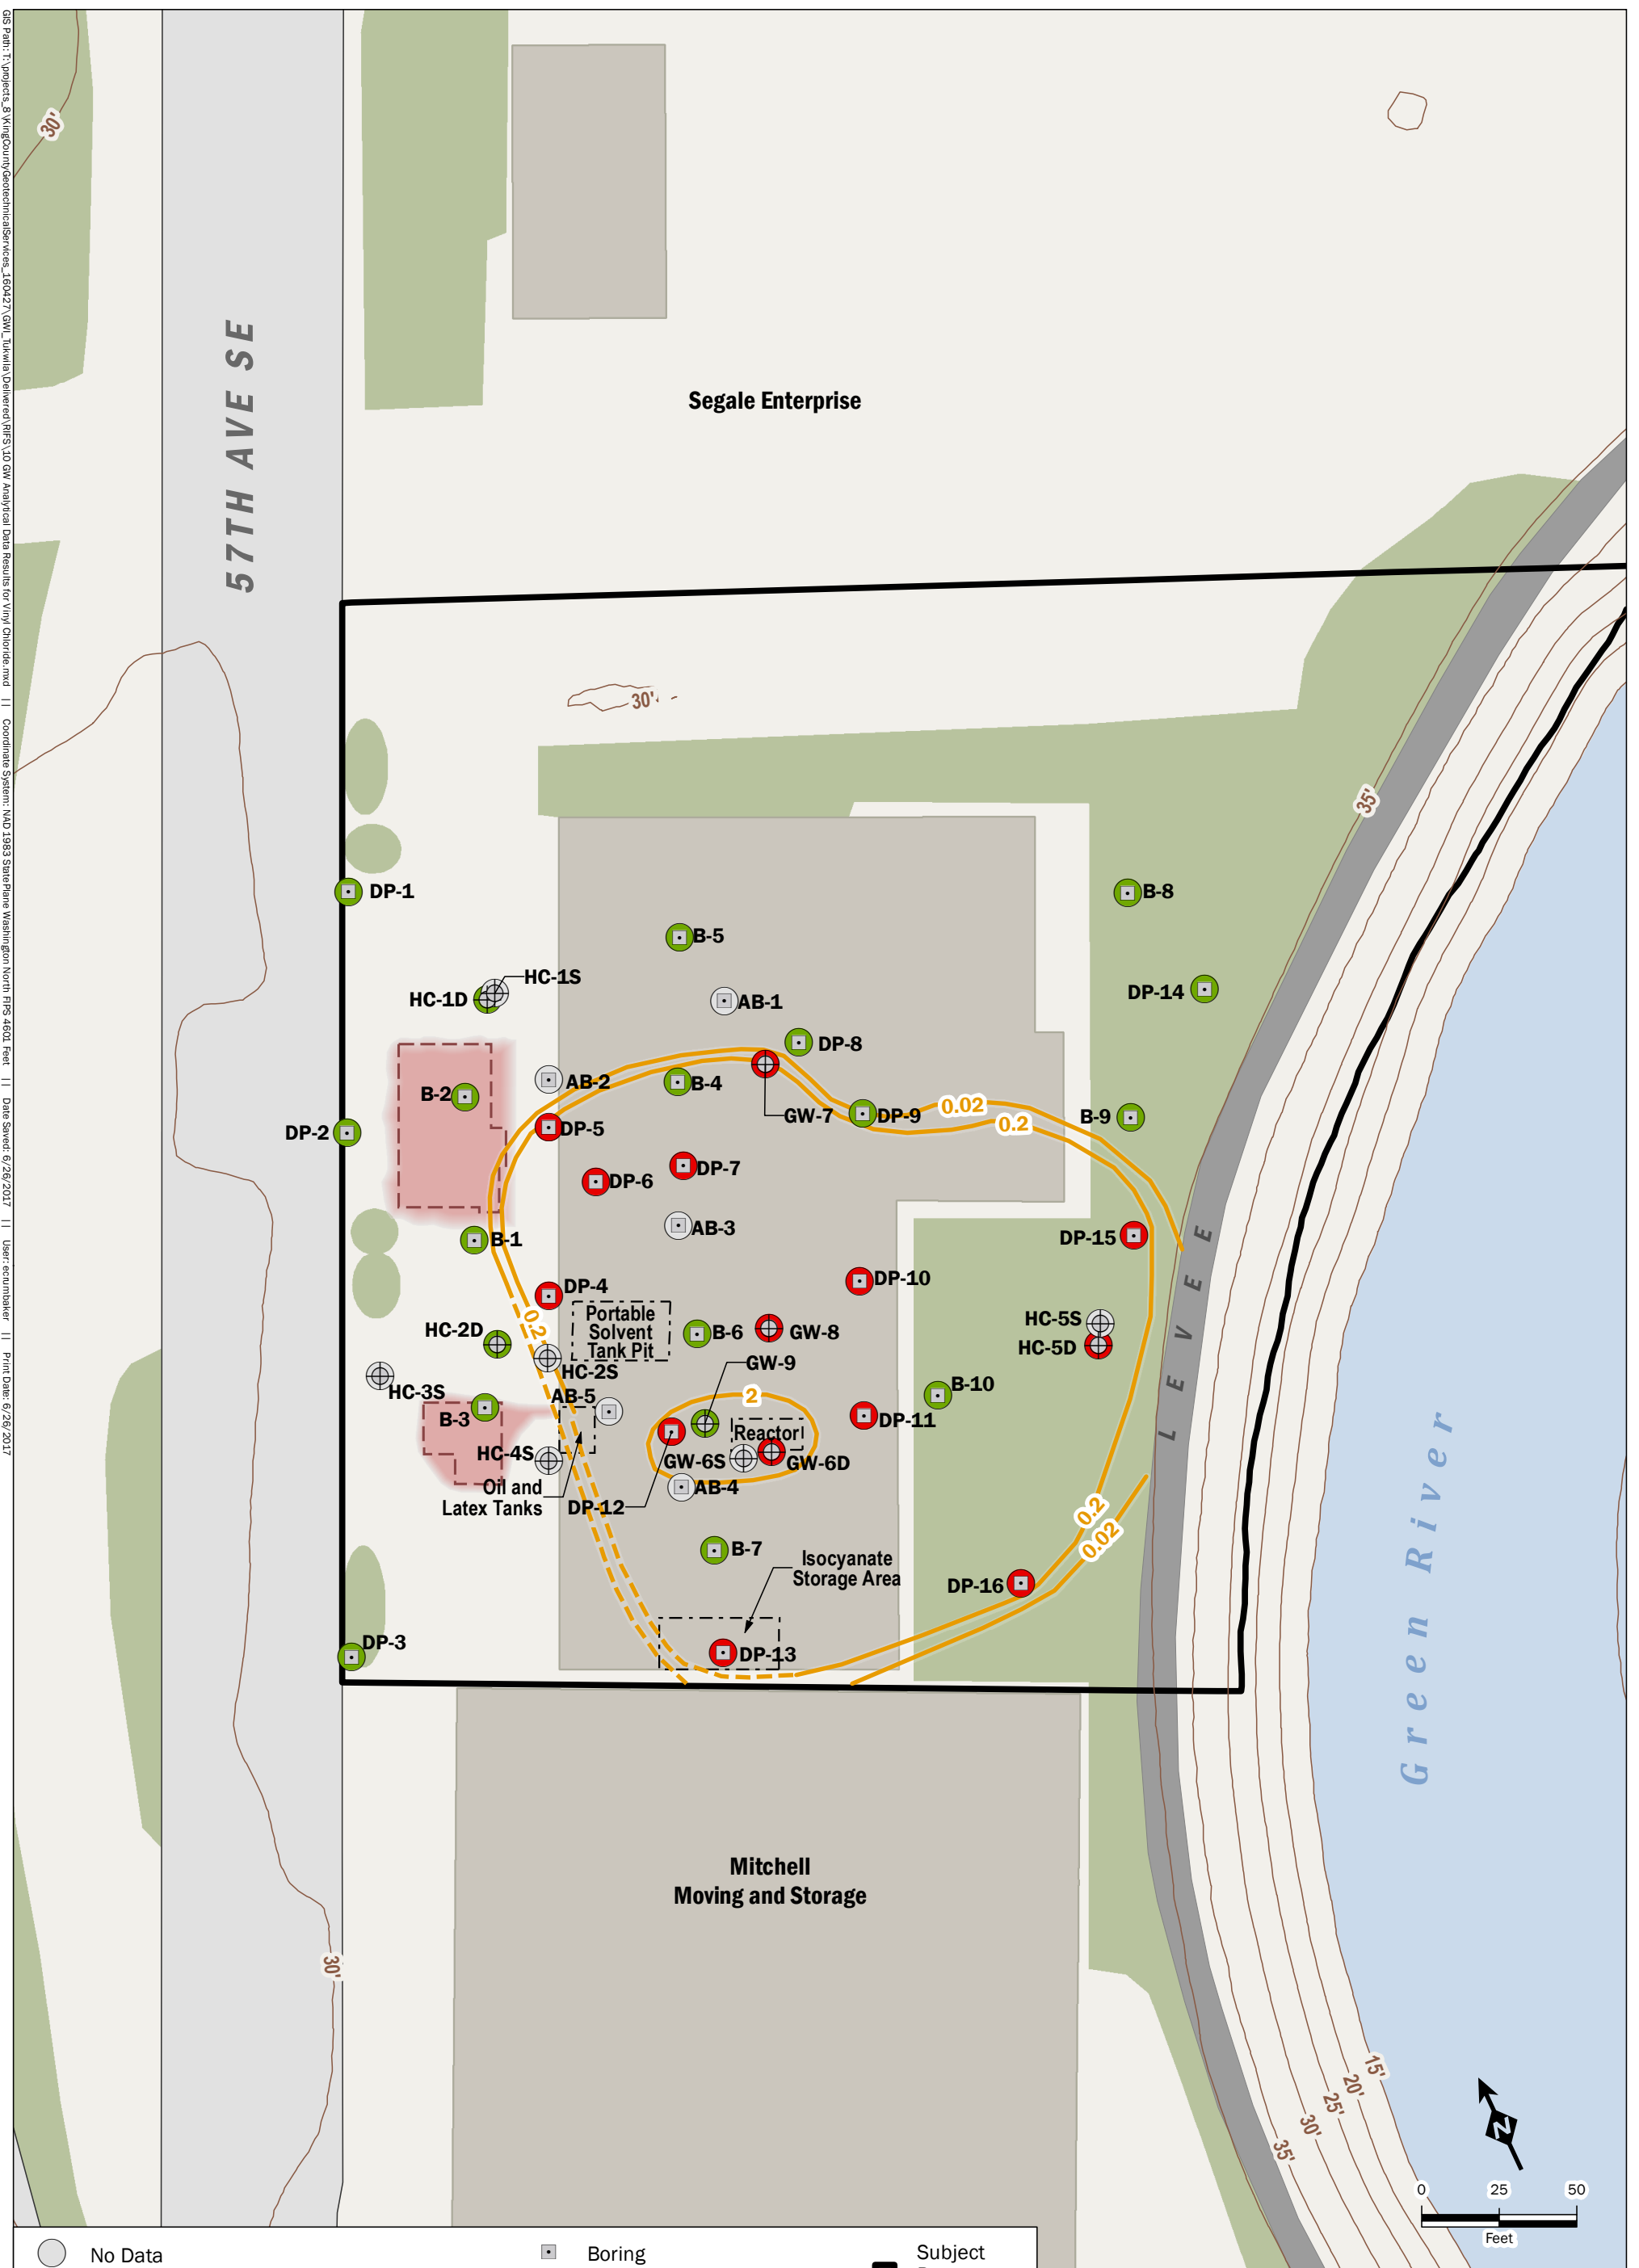 GIS Path: T:\projects_8\KingCountyGeotechnicalServices_160427\GWI_Tukwila\Delivered\RIFS\10 GW Analytical Data Results for Vinyl Chloride.mxd || Coordinate System: NAD 1983 StatePlane Washington North FIPS 4601 Feet || Date Saved: 6/26/2017 || User: ecrumbaker || Print Date: 6/26/2017
30'
57TH AVE SE
Segale Enterprise
30'
35'
DP-1
B-8
B-5
DP-14
HC-1S
HC-1D
AB-1
DP-8
AB-2
B-4
B-2
GW-7
DP-9
0.02
0.2
B-9
DP-2
DP-5
DP-7
DP-6
AB-3
B-1
DP-15
DP-10
DP-4
Portable
Solvent
Tank Pit
0.2
HC-2D
B-6
GW-8
HC-5S
HC-5D
GW-9
HC-2S
HC-3S
AB-5
2
B-10
B-3
DP-11
Reactor
HC-4S
GW-6S
GW-6D
Oil and
Latex Tanks
AB-4
DP-12
0.2
0.02
B-7
Isocyanate
Storage Area
DP-16
DP-3
DP-13
LEVEE
Green River
Mitchell
Moving and Storage
30'
15'
20'
25'
30'
35'
N
0 25 50
Feet
No Data
Boring
Subject